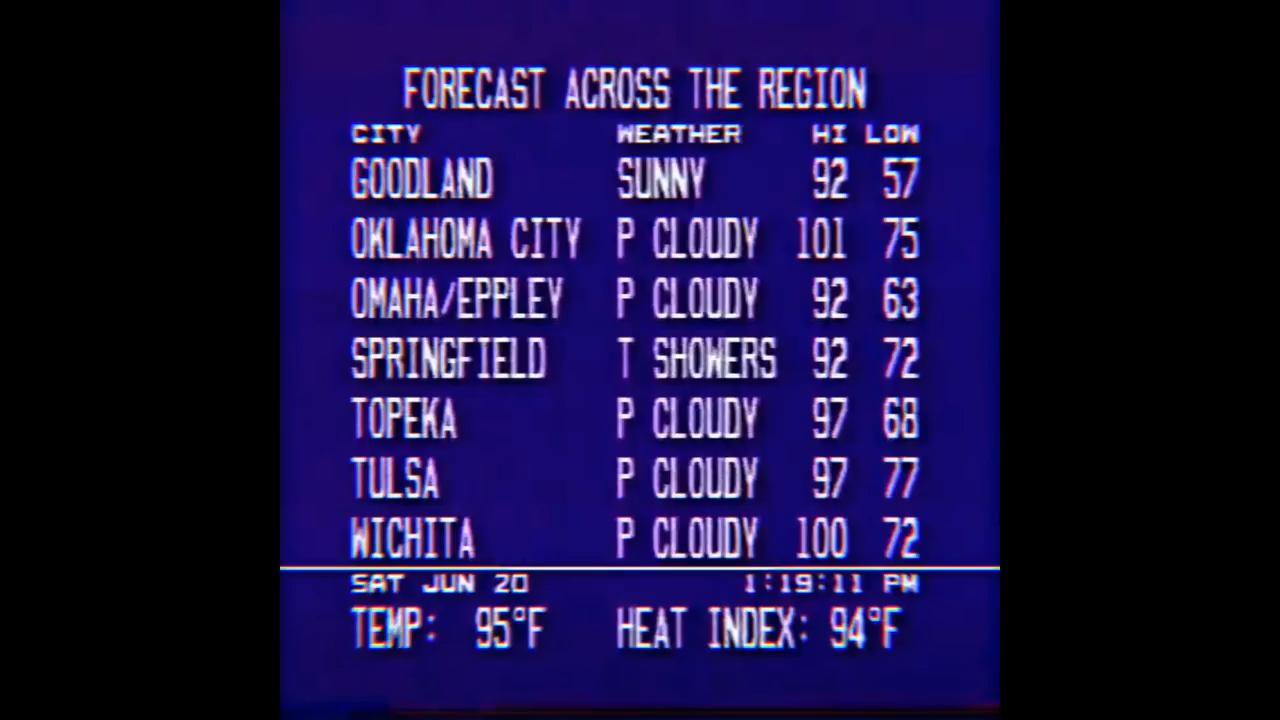 FORECAST ACROSS THE REGION
CITY WEATHER HI LOW
GOODLAND SUNNY 92 57
OKLAHOMA CITY P CLOUDY 101 75
OMAHA/EPPLEY P CLOUDY 92 63
SPRINGFIELD T SHOWERS 92 72
TOPEKA P CLOUDY 97 68
TULSA P CLOUDY 97 77
WICHITA P CLOUDY 100 72
SAT JUN 20 1:19:11 PM
TEMP: 95°F HEAT INDEX: 94°F